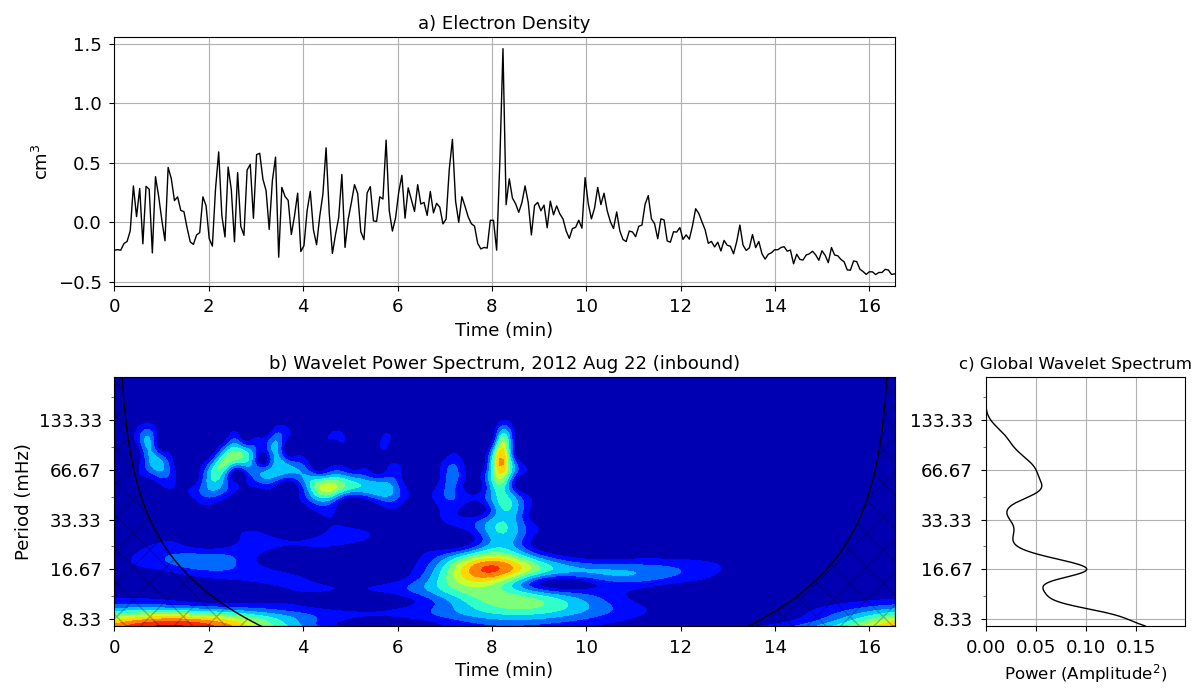 a) Electron Density
1.5
1.0
0.5
0.0
−0.5
cm³
0 2 4 6 8 10 12 14 16
Time (min)
b) Wavelet Power Spectrum, 2012 Aug 22 (inbound)
133.33
66.67
33.33
16.67
8.33
Period (mHz)
0 2 4 6 8 10 12 14 16
Time (min)
c) Global Wavelet Spectrum
133.33
66.67
33.33
16.67
8.33
0.00 0.05 0.10 0.15
Power (Amplitude²)